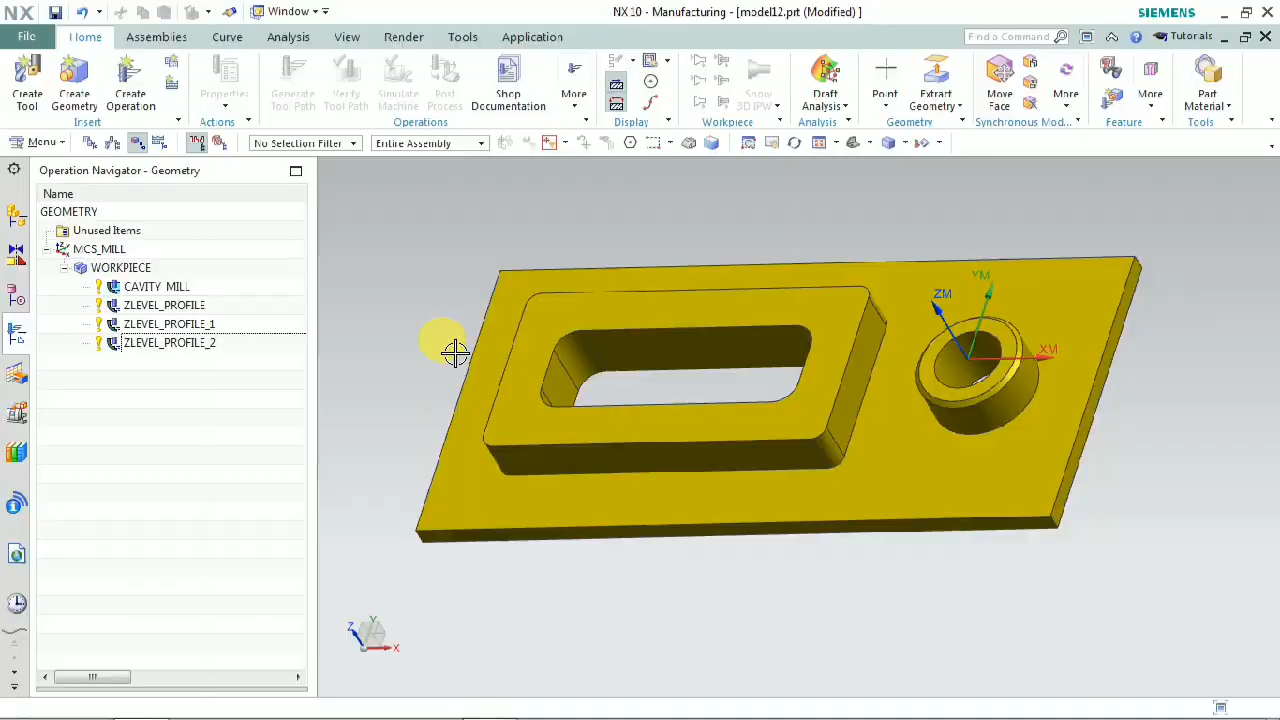 NX
Window
NX 10 - Manufacturing - [model12.prt (Modified) ]
SIEMENS
File
Home
Assemblies
Curve
Analysis
View
Render
Tools
Application
Find a Command
Tutorials
Create Tool
Create Geometry
Create Operation
Properties
Generate Tool Path
Verify Tool Path
Simulate Machine
Post Process
Shop Documentation
More
Show 3D IPW
Draft Analysis
Point
Extract Geometry
Move Face
More
More
Part Material
Insert
Actions
Operations
Display
Workpiece
Analysis
Geometry
Synchronous Mod...
Feature
Tools
Menu
No Selection Filter
Entire Assembly
Operation Navigator - Geometry
Name
GEOMETRY
Unused Items
MCS_MILL
WORKPIECE
CAVITY_MILL
ZLEVEL_PROFILE
ZLEVEL_PROFILE_1
ZLEVEL_PROFILE_2
YM
ZM
XM
Y
Z
X